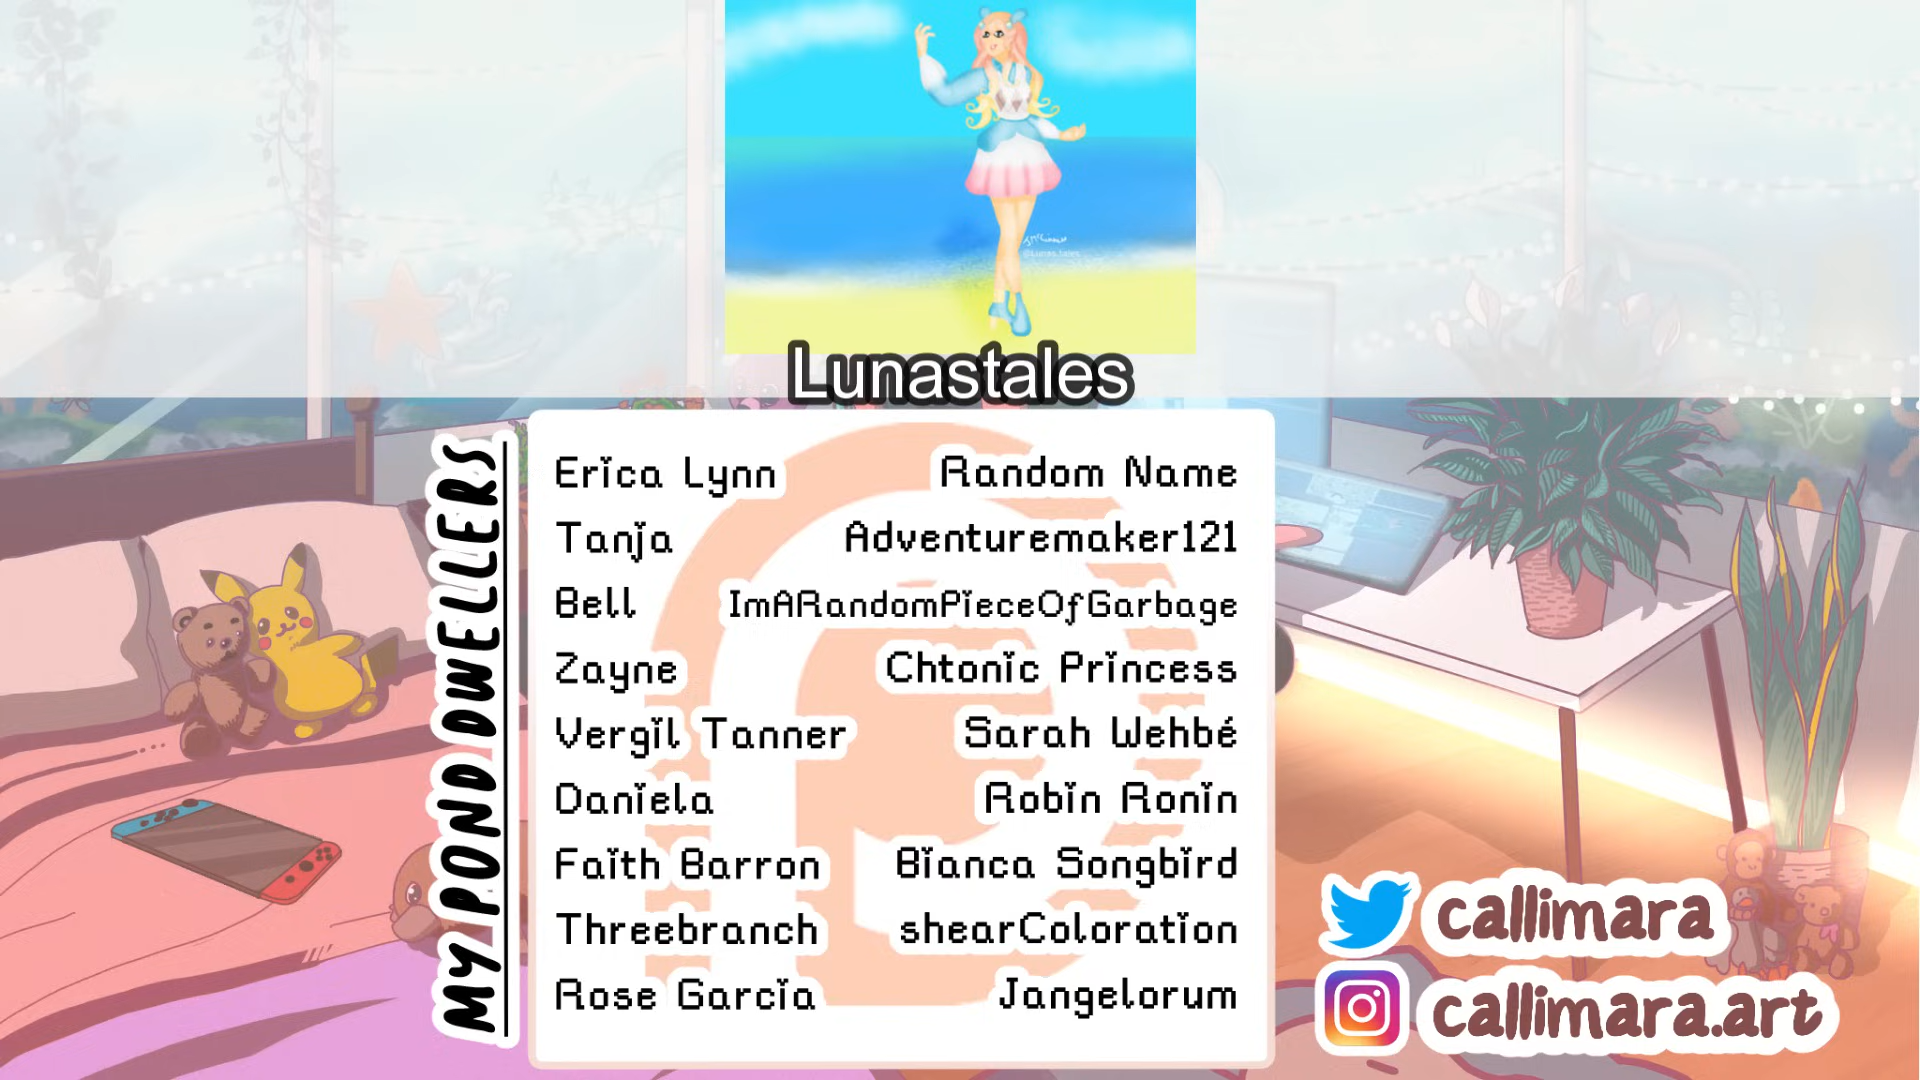 Lunastales
MY POND DWELLERS
Erica Lynn
Random Name
Tanja
Adventuremaker121
Bell
ImARandomPieceOfGarbage
Zayne
Chtonic Princess
Vergil Tanner
Sarah Wehbé
Daniela
Robin Ronin
Faith Barron
Bianca Songbird
Threebranch
shearColoration
Rose Garcia
Jangelorum
callimara
callimara.art